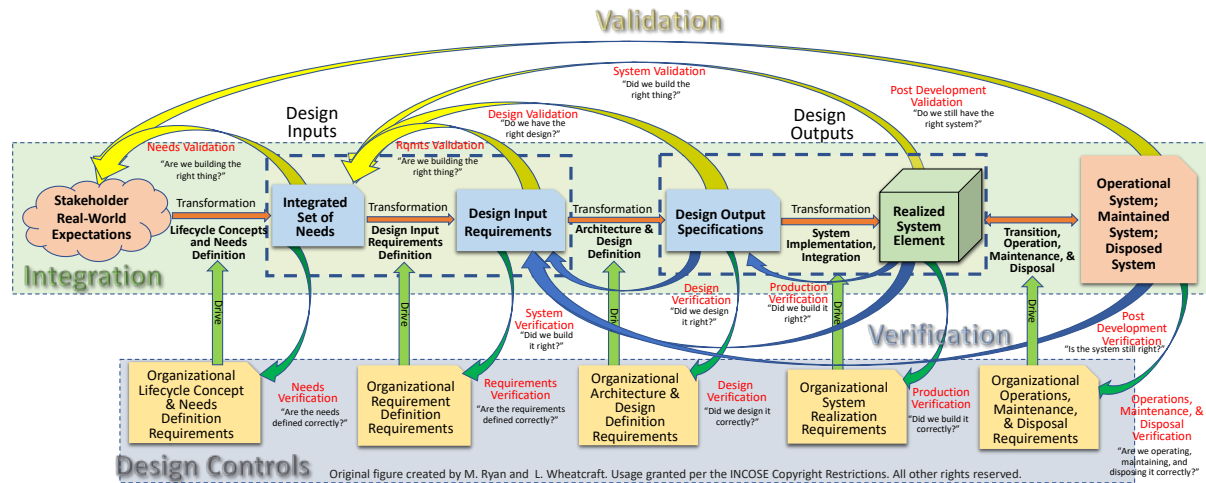 Validation
System Validation
“Did we build the
right thing?”
Post Development
Validation
“Do we still have the
right system?”
Design
Inputs
Design Validation
“Do we have the
right design?”
Design
Outputs
Needs Validation
“Are we building the
right thing?”
Rqmts Validation
“Are we building the
right thing?”
Stakeholder
Real-World
Expectations
Transformation
Lifecycle Concepts
and Needs
Definition
Integrated
Set of
Needs
Transformation
Design Input
Requirements
Definition
Design Input
Requirements
Transformation
Architecture &
Design
Definition
Design Output
Specifications
Transformation
System
Implementation,
Integration
Realized
System
Element
Transformation
Transition,
Operation,
Maintenance, &
Disposal
Operational
System;
Maintained
System;
Disposed
System
Integration
Drive
Drive
Drive
Drive
Drive
System
Verification
“Did we build
it right?”
Design
Verification
“Did we design
it right?”
Production
Verification
“Did we build it
right?”
Verification
Post
Development
Verification
“Is the system still right?”
Organizational
Lifecycle Concept
& Needs
Definition
Requirements
Needs
Verification
“Are the needs
defined correctly?”
Organizational
Requirement
Definition
Requirements
Requirements
Verification
“Are the requirements
defined correctly?”
Organizational
Architecture &
Design
Definition
Requirements
Design
Verification
“Did we design it
correctly?”
Organizational
System
Realization
Requirements
Production
Verification
“Did we build it
correctly?”
Organizational
Operations,
Maintenance,
& Disposal
Requirements
Operations,
Maintenance, &
Disposal
Verification
“Are we operating,
maintaining, and
disposing it correctly?”
Design Controls
Original figure created by M. Ryan and L. Wheatcraft. Usage granted per the INCOSE Copyright Restrictions. All other rights reserved.